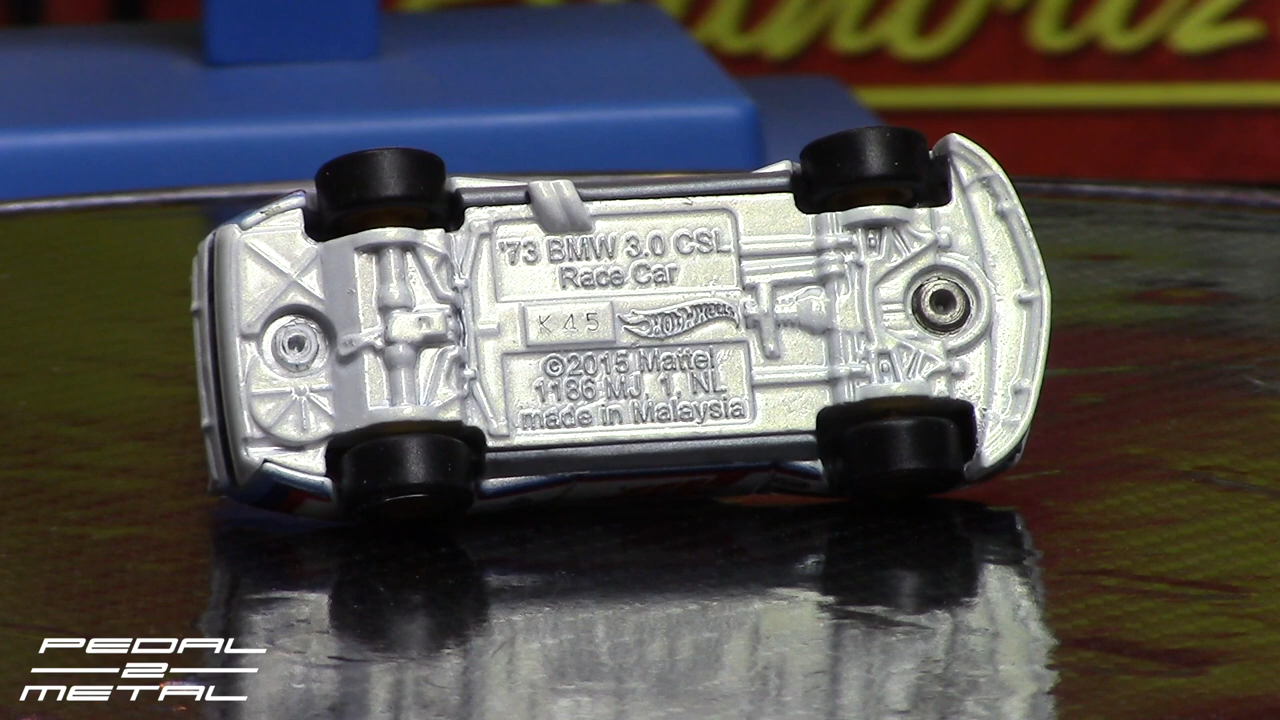 '73 BMW 3.0 CSL
Race Car
K45
Hot Wheels
©2015 Mattel
1186 MJ 1 NL
made in Malaysia
PEDAL
2
METAL